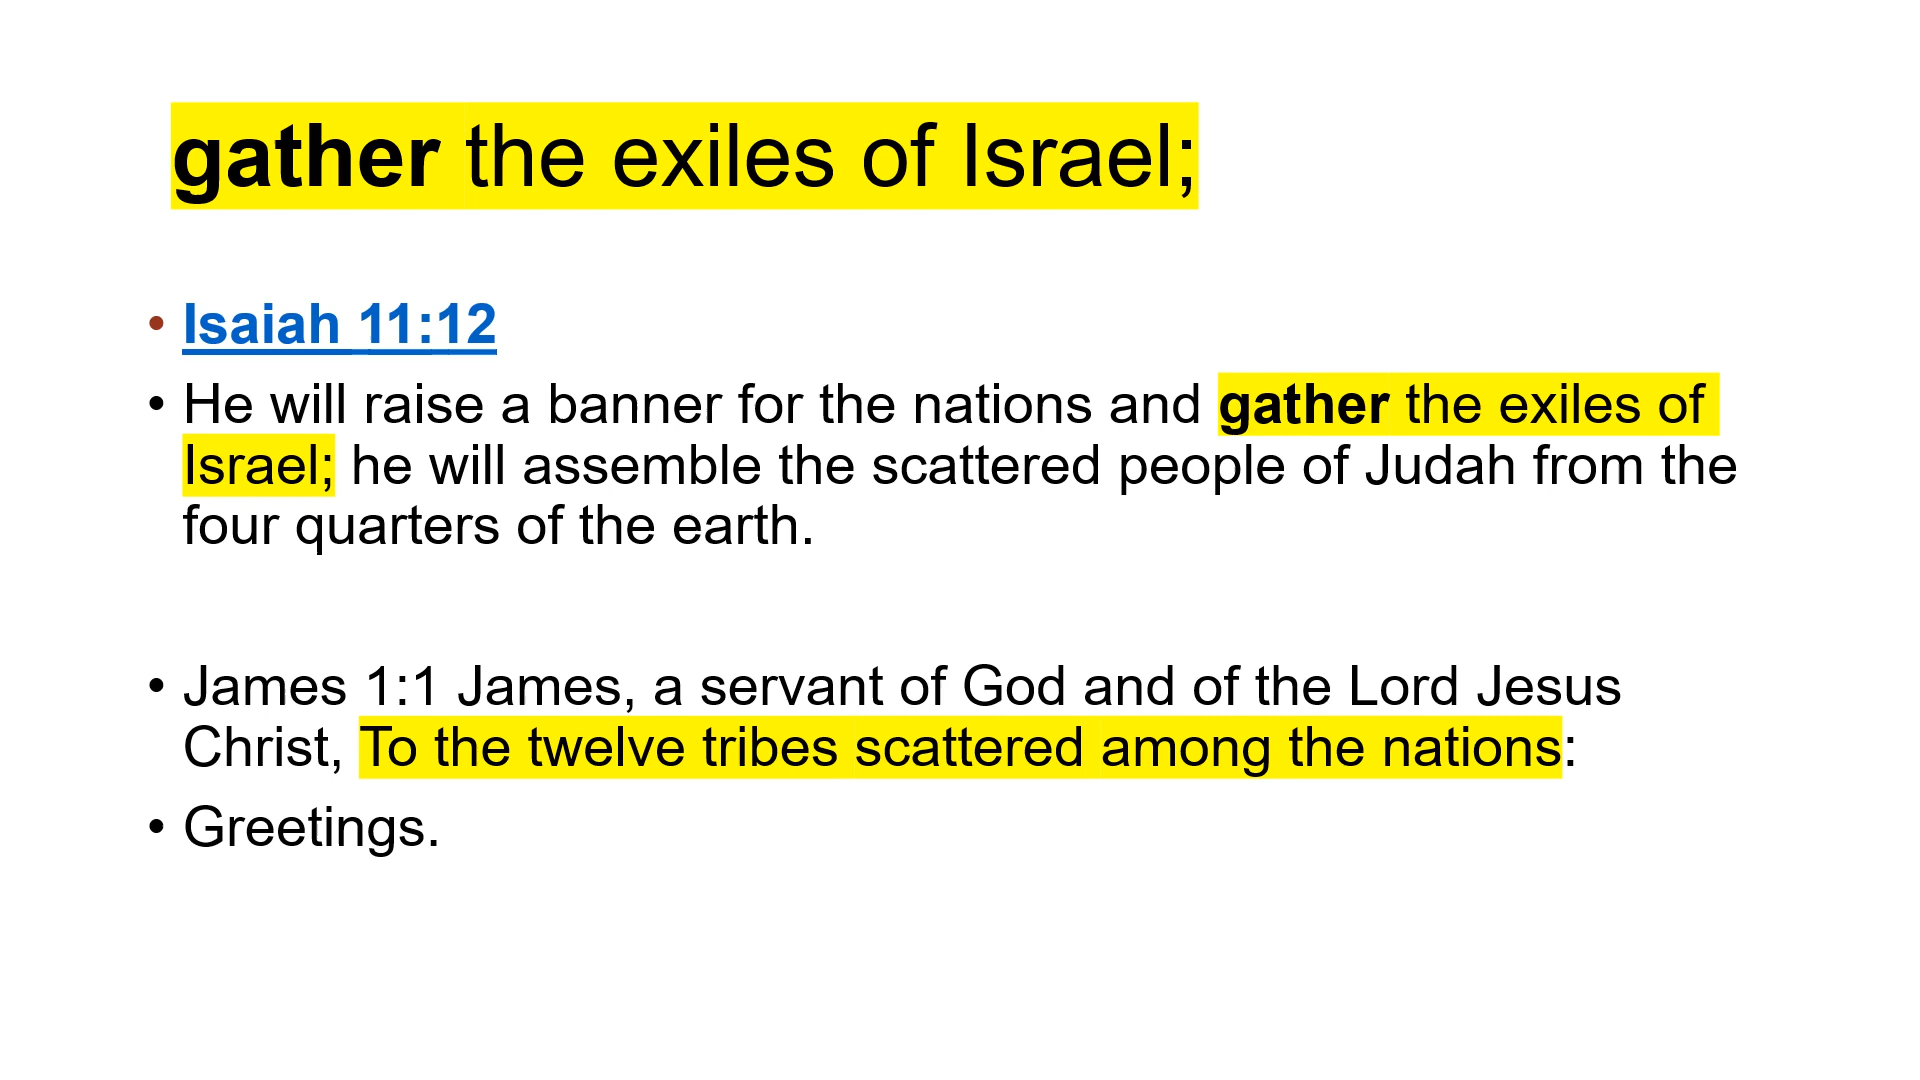 gather the exiles of Israel;
• Isaiah 11:12
• He will raise a banner for the nations and gather the exiles of
Israel; he will assemble the scattered people of Judah from the
four quarters of the earth.
• James 1:1 James, a servant of God and of the Lord Jesus
Christ, To the twelve tribes scattered among the nations:
• Greetings.